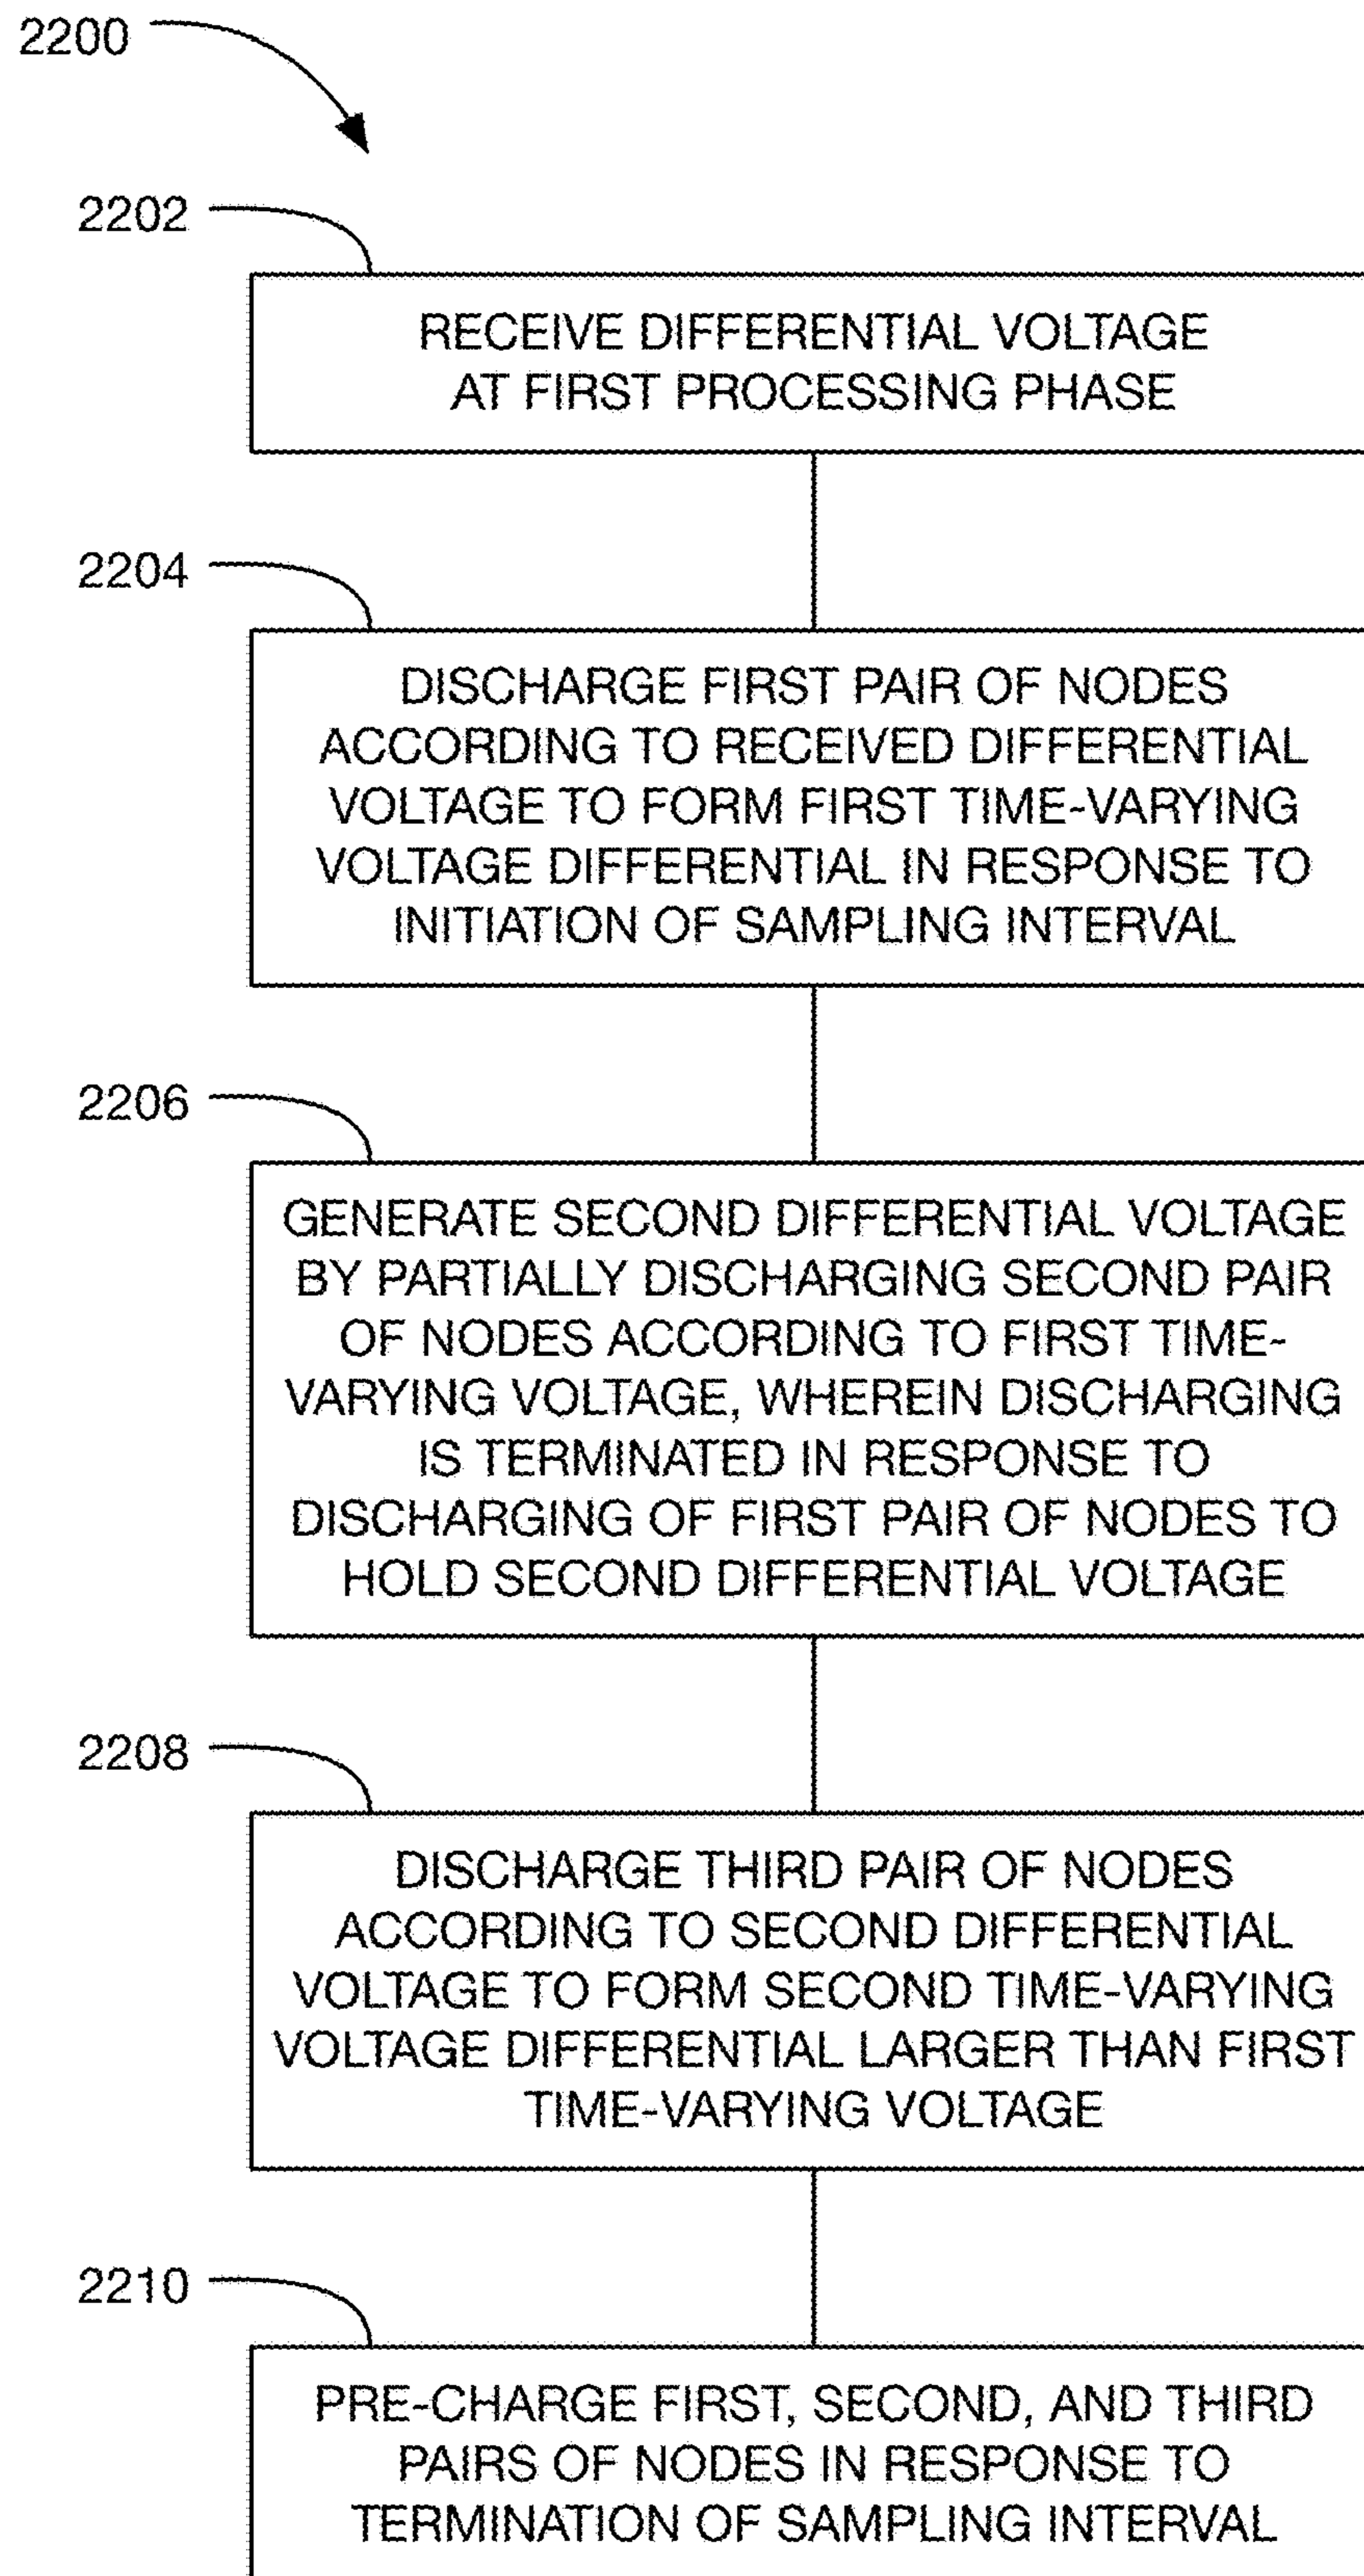 2200
2202
RECEIVE DIFFERENTIAL VOLTAGE
AT FIRST PROCESSING PHASE
2204
DISCHARGE FIRST PAIR OF NODES
ACCORDING TO RECEIVED DIFFERENTIAL
VOLTAGE TO FORM FIRST TIME-VARYING
VOLTAGE DIFFERENTIAL IN RESPONSE TO
INITIATION OF SAMPLING INTERVAL
2206
GENERATE SECOND DIFFERENTIAL VOLTAGE
BY PARTIALLY DISCHARGING SECOND PAIR
OF NODES ACCORDING TO FIRST TIME-
VARYING VOLTAGE, WHEREIN DISCHARGING
IS TERMINATED IN RESPONSE TO
DISCHARGING OF FIRST PAIR OF NODES TO
HOLD SECOND DIFFERENTIAL VOLTAGE
2208
DISCHARGE THIRD PAIR OF NODES
ACCORDING TO SECOND DIFFERENTIAL
VOLTAGE TO FORM SECOND TIME-VARYING
VOLTAGE DIFFERENTIAL LARGER THAN FIRST
TIME-VARYING VOLTAGE
2210
PRE-CHARGE FIRST, SECOND, AND THIRD
PAIRS OF NODES IN RESPONSE TO
TERMINATION OF SAMPLING INTERVAL